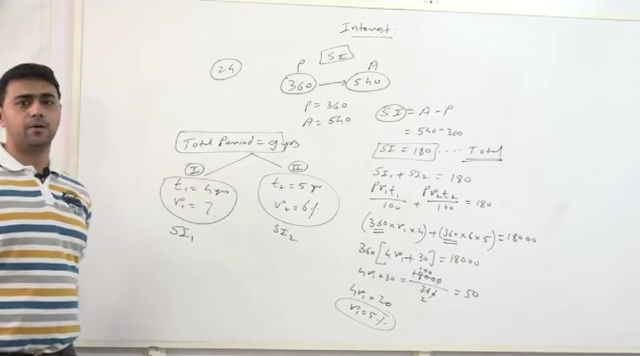 Interest:
24
SI
P A
360 → 540
P = 360
A = 540
SI = A - P
= 540 - 360
SI = 180 ---- Total
Total Period = 9 yrs
I II
t₁ = 4 yrs
r₁ = ?
SI₁
t₂ = 5 yr
r₂ = 6%
SI₂
SI₁ + SI₂ = 180
Pr₁t₁/100 + Pr₂t₂/100 = 180
(360 × r₁ × 4) + (360 × 6 × 5) = 18000
360 [4r₁ + 30] = 18000
4r₁ + 30 = 18000/36 = 50
4r₁ = 20
r₁ = 5%